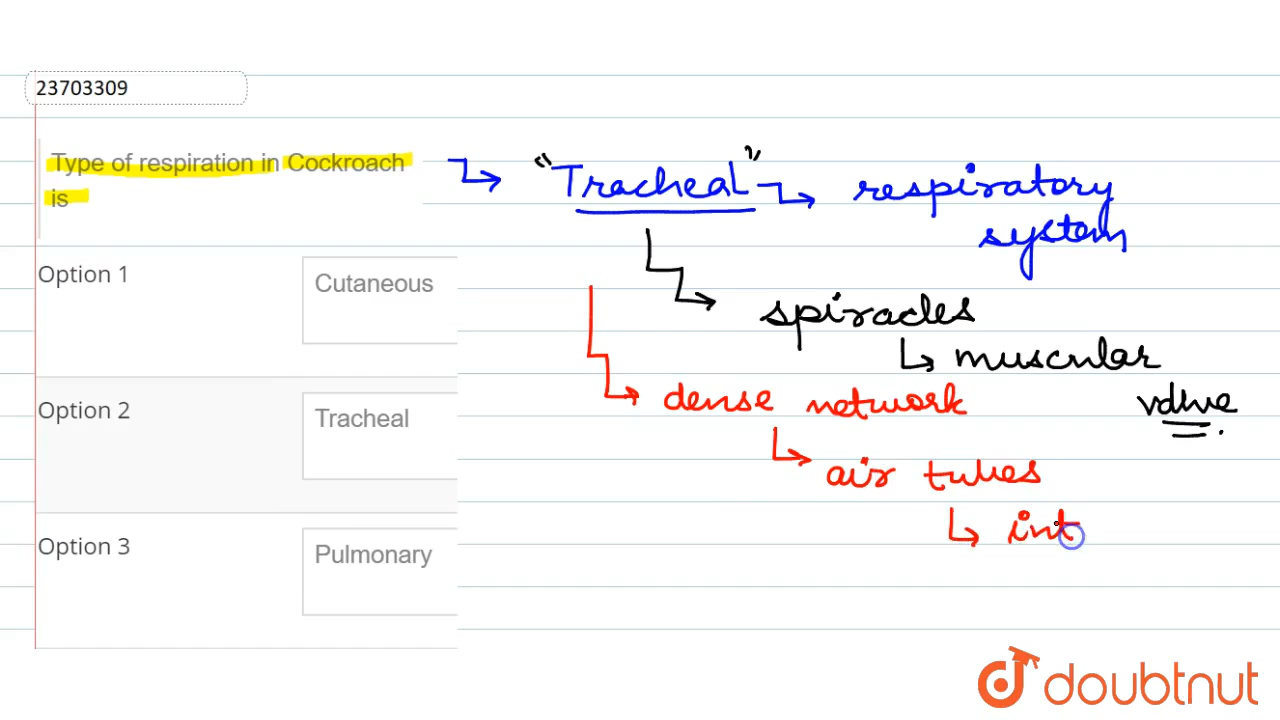 23703309
Type of respiration in Cockroach
is
"Tracheal" respiratory
system
spiracles
muscular
valve
dense network
air tubes
int
Option 1 Cutaneous
Option 2 Tracheal
Option 3 Pulmonary
doubtnut